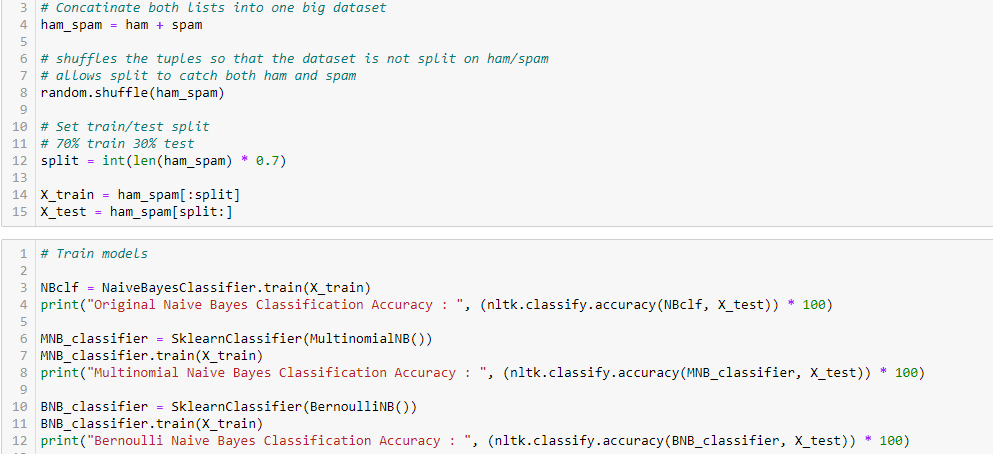 3 # Concatinate both lists into one big dataset
4 ham_spam = ham + spam
5
6 # shuffles the tuples so that the dataset is not split on ham/spam
7 # allows split to catch both ham and spam
8 random.shuffle(ham_spam)
9
10 # Set train/test split
11 # 70% train 30% test
12 split = int(len(ham_spam) * 0.7)
13
14 X_train = ham_spam[:split]
15 X_test = ham_spam[split:]
1 # Train models
2
3 NBclf = NaiveBayesClassifier.train(X_train)
4 print("Original Naive Bayes Classification Accuracy : ", (nltk.classify.accuracy(NBclf, X_test)) * 100)
5
6 MNB_classifier = SklearnClassifier(MultinomialNB())
7 MNB_classifier.train(X_train)
8 print("Multinomial Naive Bayes Classification Accuracy : ", (nltk.classify.accuracy(MNB_classifier, X_test)) * 100)
9
10 BNB_classifier = SklearnClassifier(BernoulliNB())
11 BNB_classifier.train(X_train)
12 print("Bernoulli Naive Bayes Classification Accuracy : ", (nltk.classify.accuracy(BNB_classifier, X_test)) * 100)